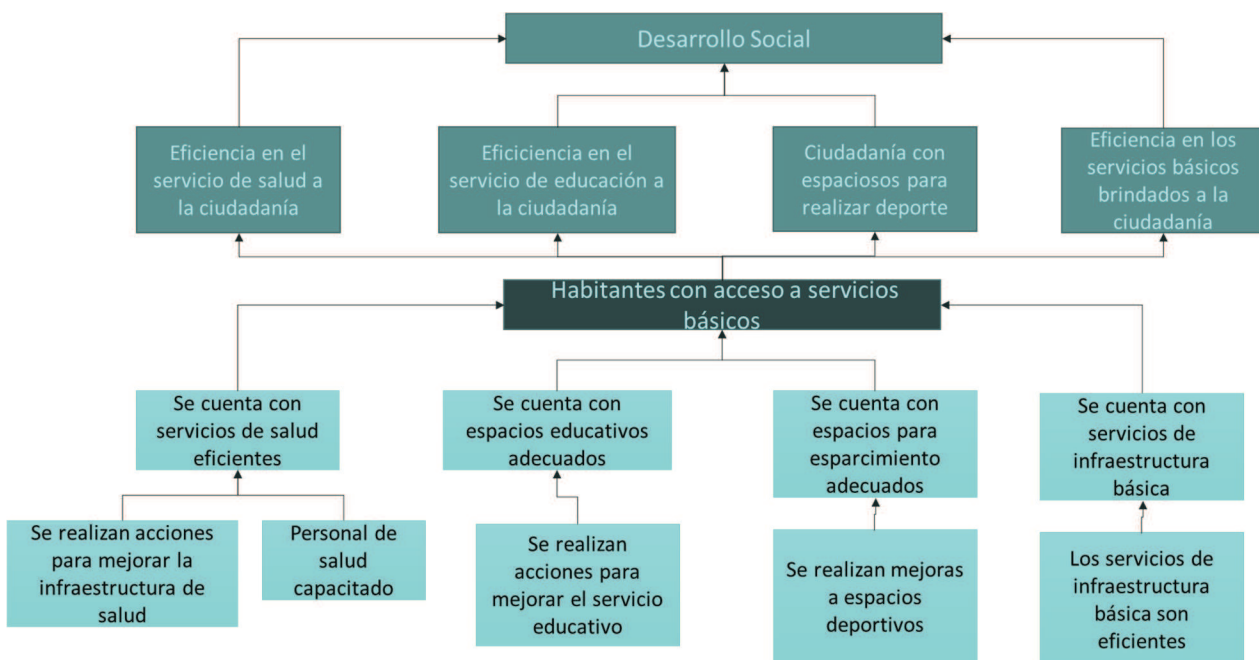 Desarrollo Social
Eficiencia en el
servicio de salud a
la ciudadanía
Eficiciencia en el
servicio de educación a
la ciudadanía
Ciudadanía con
espaciosos para
realizar deporte
Eficiencia en los
servicios básicos
brindados a la
ciudadanía
Habitantes con acceso a servicios
básicos
Se cuenta con
servicios de salud
eficientes
Se cuenta con
espacios educativos
adecuados
Se cuenta con
espacios para
esparcimiento
adecuados
Se cuenta con
servicios de
infraestructura
básica
Se realizan acciones
para mejorar la
infraestructura de
salud
Personal de
salud
capacitado
Se realizan
acciones para
mejorar el servicio
educativo
Se realizan mejoras
a espacios
deportivos
Los servicios de
infraestructura
básica son
eficientes